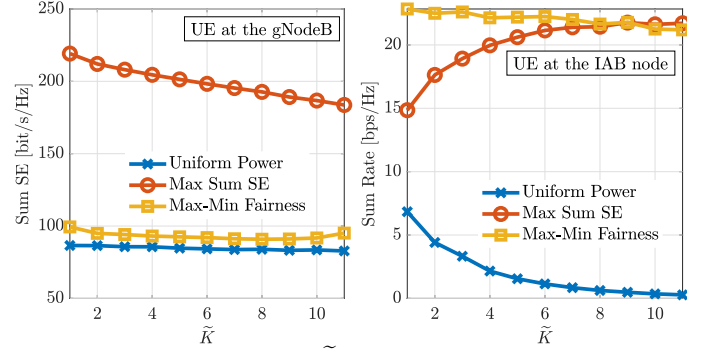 250
200
150
100
50
Sum SE [bit/s/Hz]
UE at the gNodeB
Uniform Power
Max Sum SE
Max-Min Fairness
2 4 6 8 10
K̃
20
15
10
5
0
Sum Rate [bps/Hz]
UE at the IAB node
Uniform Power
Max Sum SE
Max-Min Fairness
2 4 6 8 10
K̃